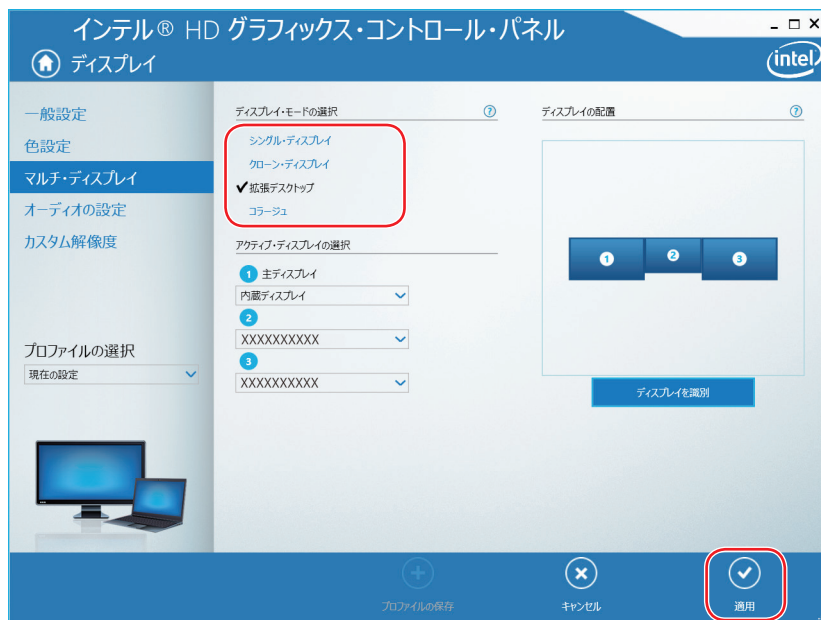 インテル® HD グラフィックス・コントロール・パネル
ディスプレイ
intel
一般設定
色設定
マルチ・ディスプレイ
オーディオの設定
カスタム解像度
プロファイルの選択
現在の設定
ディスプレイ・モードの選択
?
シングル・ディスプレイ
クローン・ディスプレイ
拡張デスクトップ
コラージュ
アクティブ・ディスプレイの選択
1 主ディスプレイ
内蔵ディスプレイ
2
XXXXXXXXXX
3
XXXXXXXXXX
ディスプレイの配置
?
1 2 3
ディスプレイを識別
プロファイルの保存
キャンセル
適用